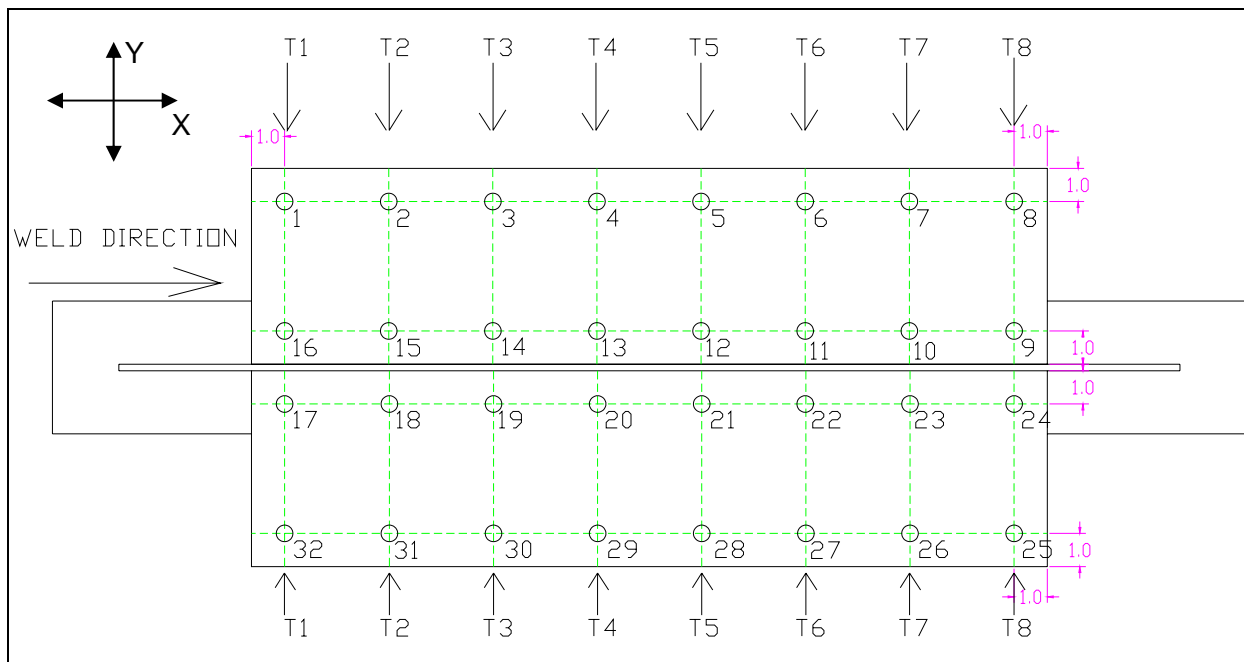 T1 T2 T3 T4 T5 T6 T7 T8
Y
X
1.0 1.0
1.0
1 2 3 4 5 6 7 8
WELD DIRECTION
16 15 14 13 12 11 10 9
1.0
1.0
17 18 19 20 21 22 23 24
32 31 30 29 28 27 26 25
1.0
1.0
T1 T2 T3 T4 T5 T6 T7 T8